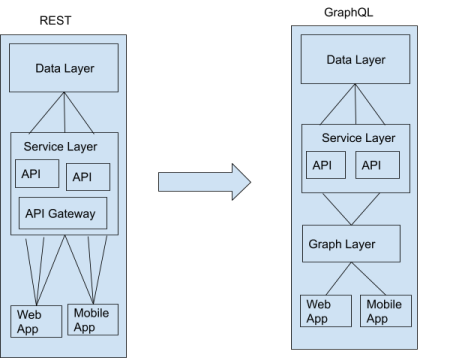 REST
Data Layer
Service Layer
API
API
API Gateway
Web
App
Mobile
App
GraphQL
Data Layer
Service Layer
API
API
Graph Layer
Web
App
Mobile
App